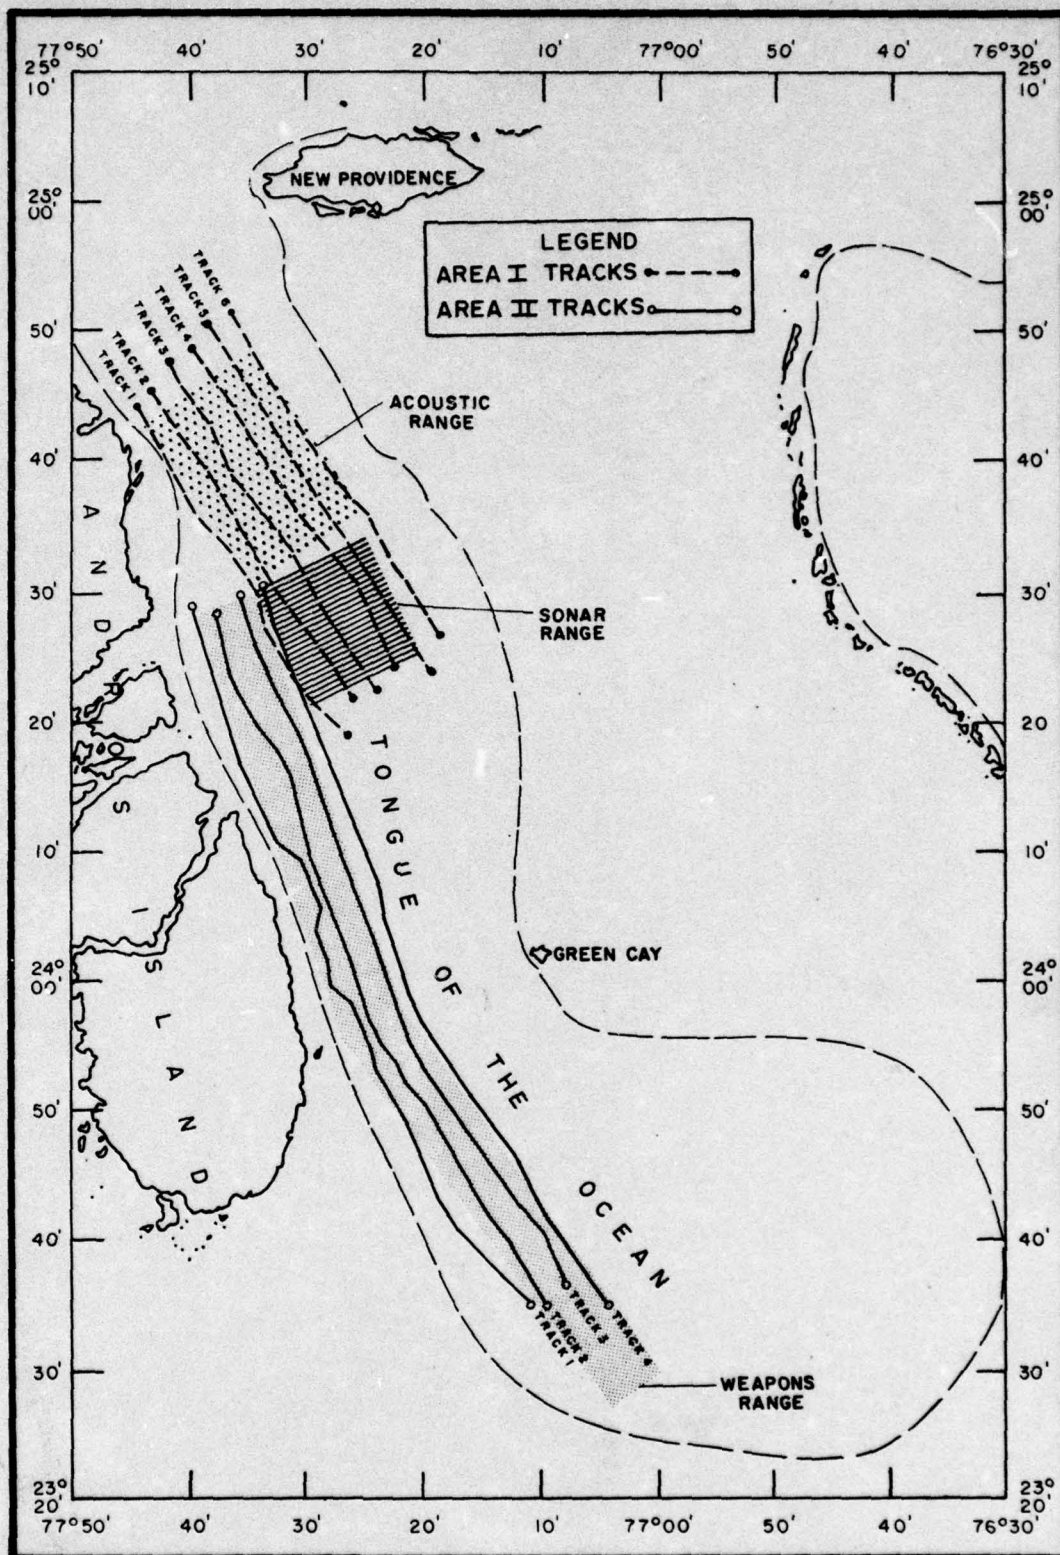 77°50' 40' 30' 20' 10' 77°00' 50' 40' 76°30'
25° 10'
25° 10'
NEW PROVIDENCE
25° 00'
25° 00'
LEGEND
AREA I TRACKS
AREA II TRACKS
TRACK 6
TRACK 5
TRACK 4
TRACK 3
TRACK 2
TRACK 1
50'
50'
ACOUSTIC
RANGE
40'
40'
30'
30'
SONAR
RANGE
20'
20'
10'
10'
ANDROS ISLAND
TONGUE OF THE OCEAN
GREEN CAY
24° 00'
24° 00'
50'
50'
40'
40'
TRACK 1
TRACK 2
TRACK 3
TRACK 4
30'
30'
WEAPONS
RANGE
23° 20'
23° 20'
77°50' 40' 30' 20' 10' 77°00' 50' 40' 76°30'